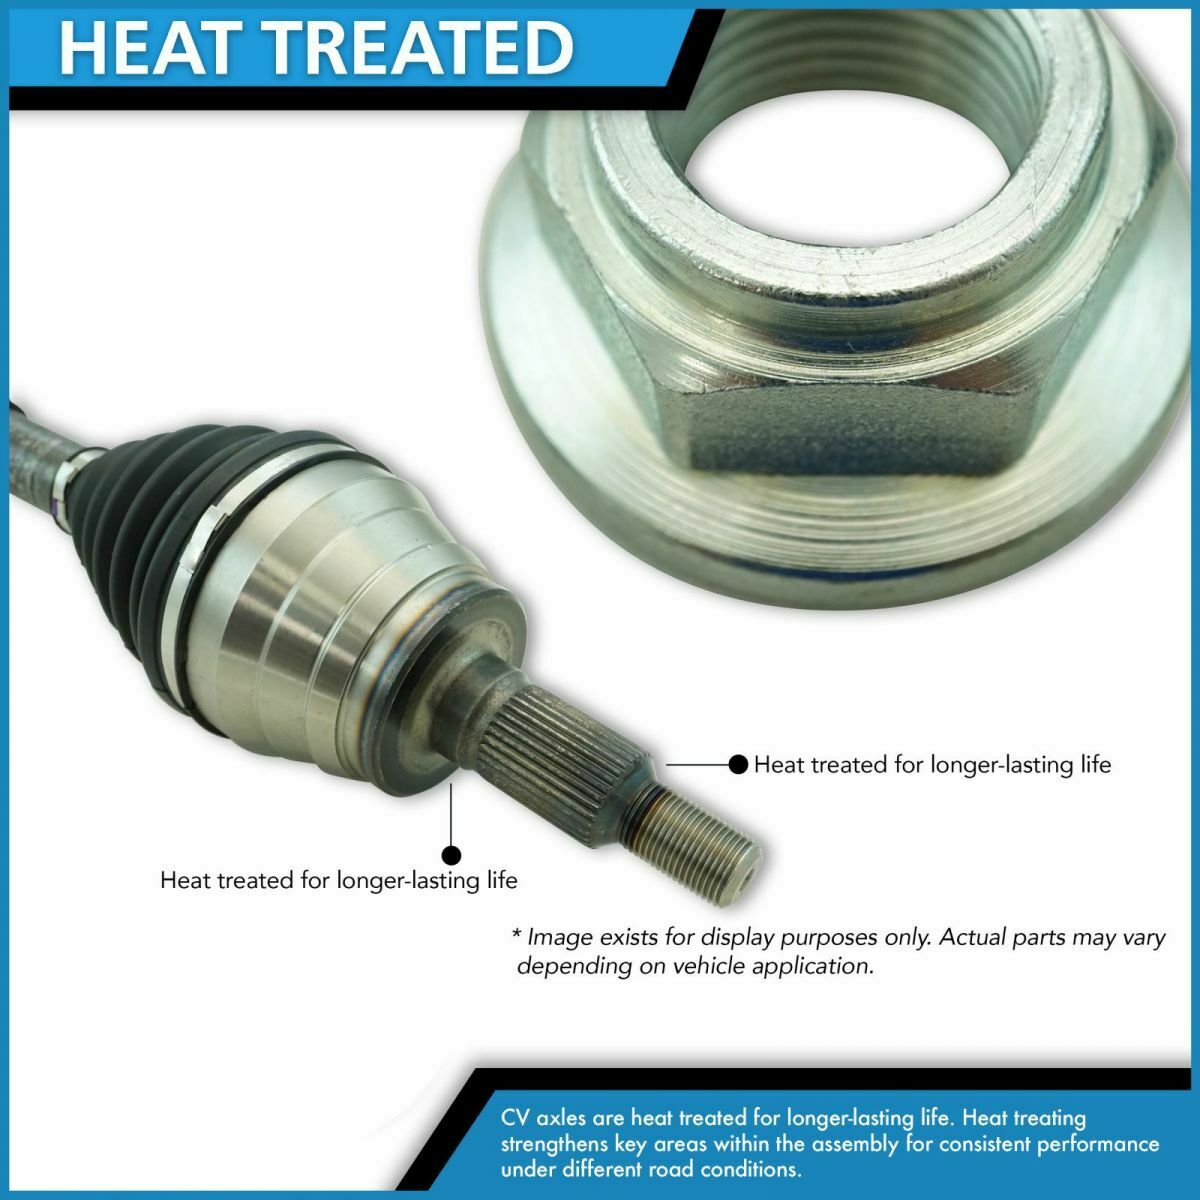 HEAT TREATED
Heat treated for longer-lasting life
Heat treated for longer-lasting life
* Image exists for display purposes only. Actual parts may vary
depending on vehicle application.
CV axles are heat treated for longer-lasting life. Heat treating
strengthens key areas within the assembly for consistent performance
under different road conditions.